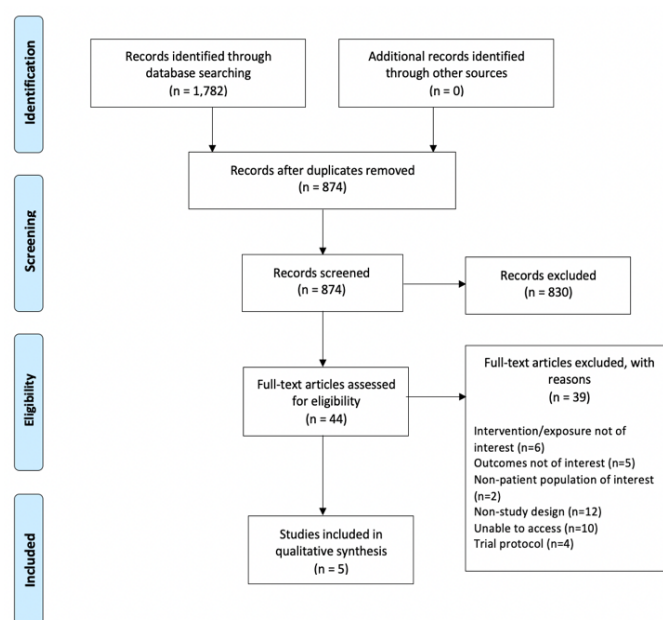 Identification
Records identified through
database searching
(n = 1,782)
Additional records identified
through other sources
(n = 0)
Records after duplicates removed
(n = 874)
Screening
Records screened
(n = 874)
Records excluded
(n = 830)
Eligibility
Full-text articles assessed
for eligibility
(n = 44)
Full-text articles excluded, with
reasons
(n = 39)
Intervention/exposure not of
interest (n=6)
Outcomes not of interest (n=5)
Non-patient population of interest
(n=2)
Non-study design (n=12)
Unable to access (n=10)
Trial protocol (n=4)
Included
Studies included in
qualitative synthesis
(n = 5)